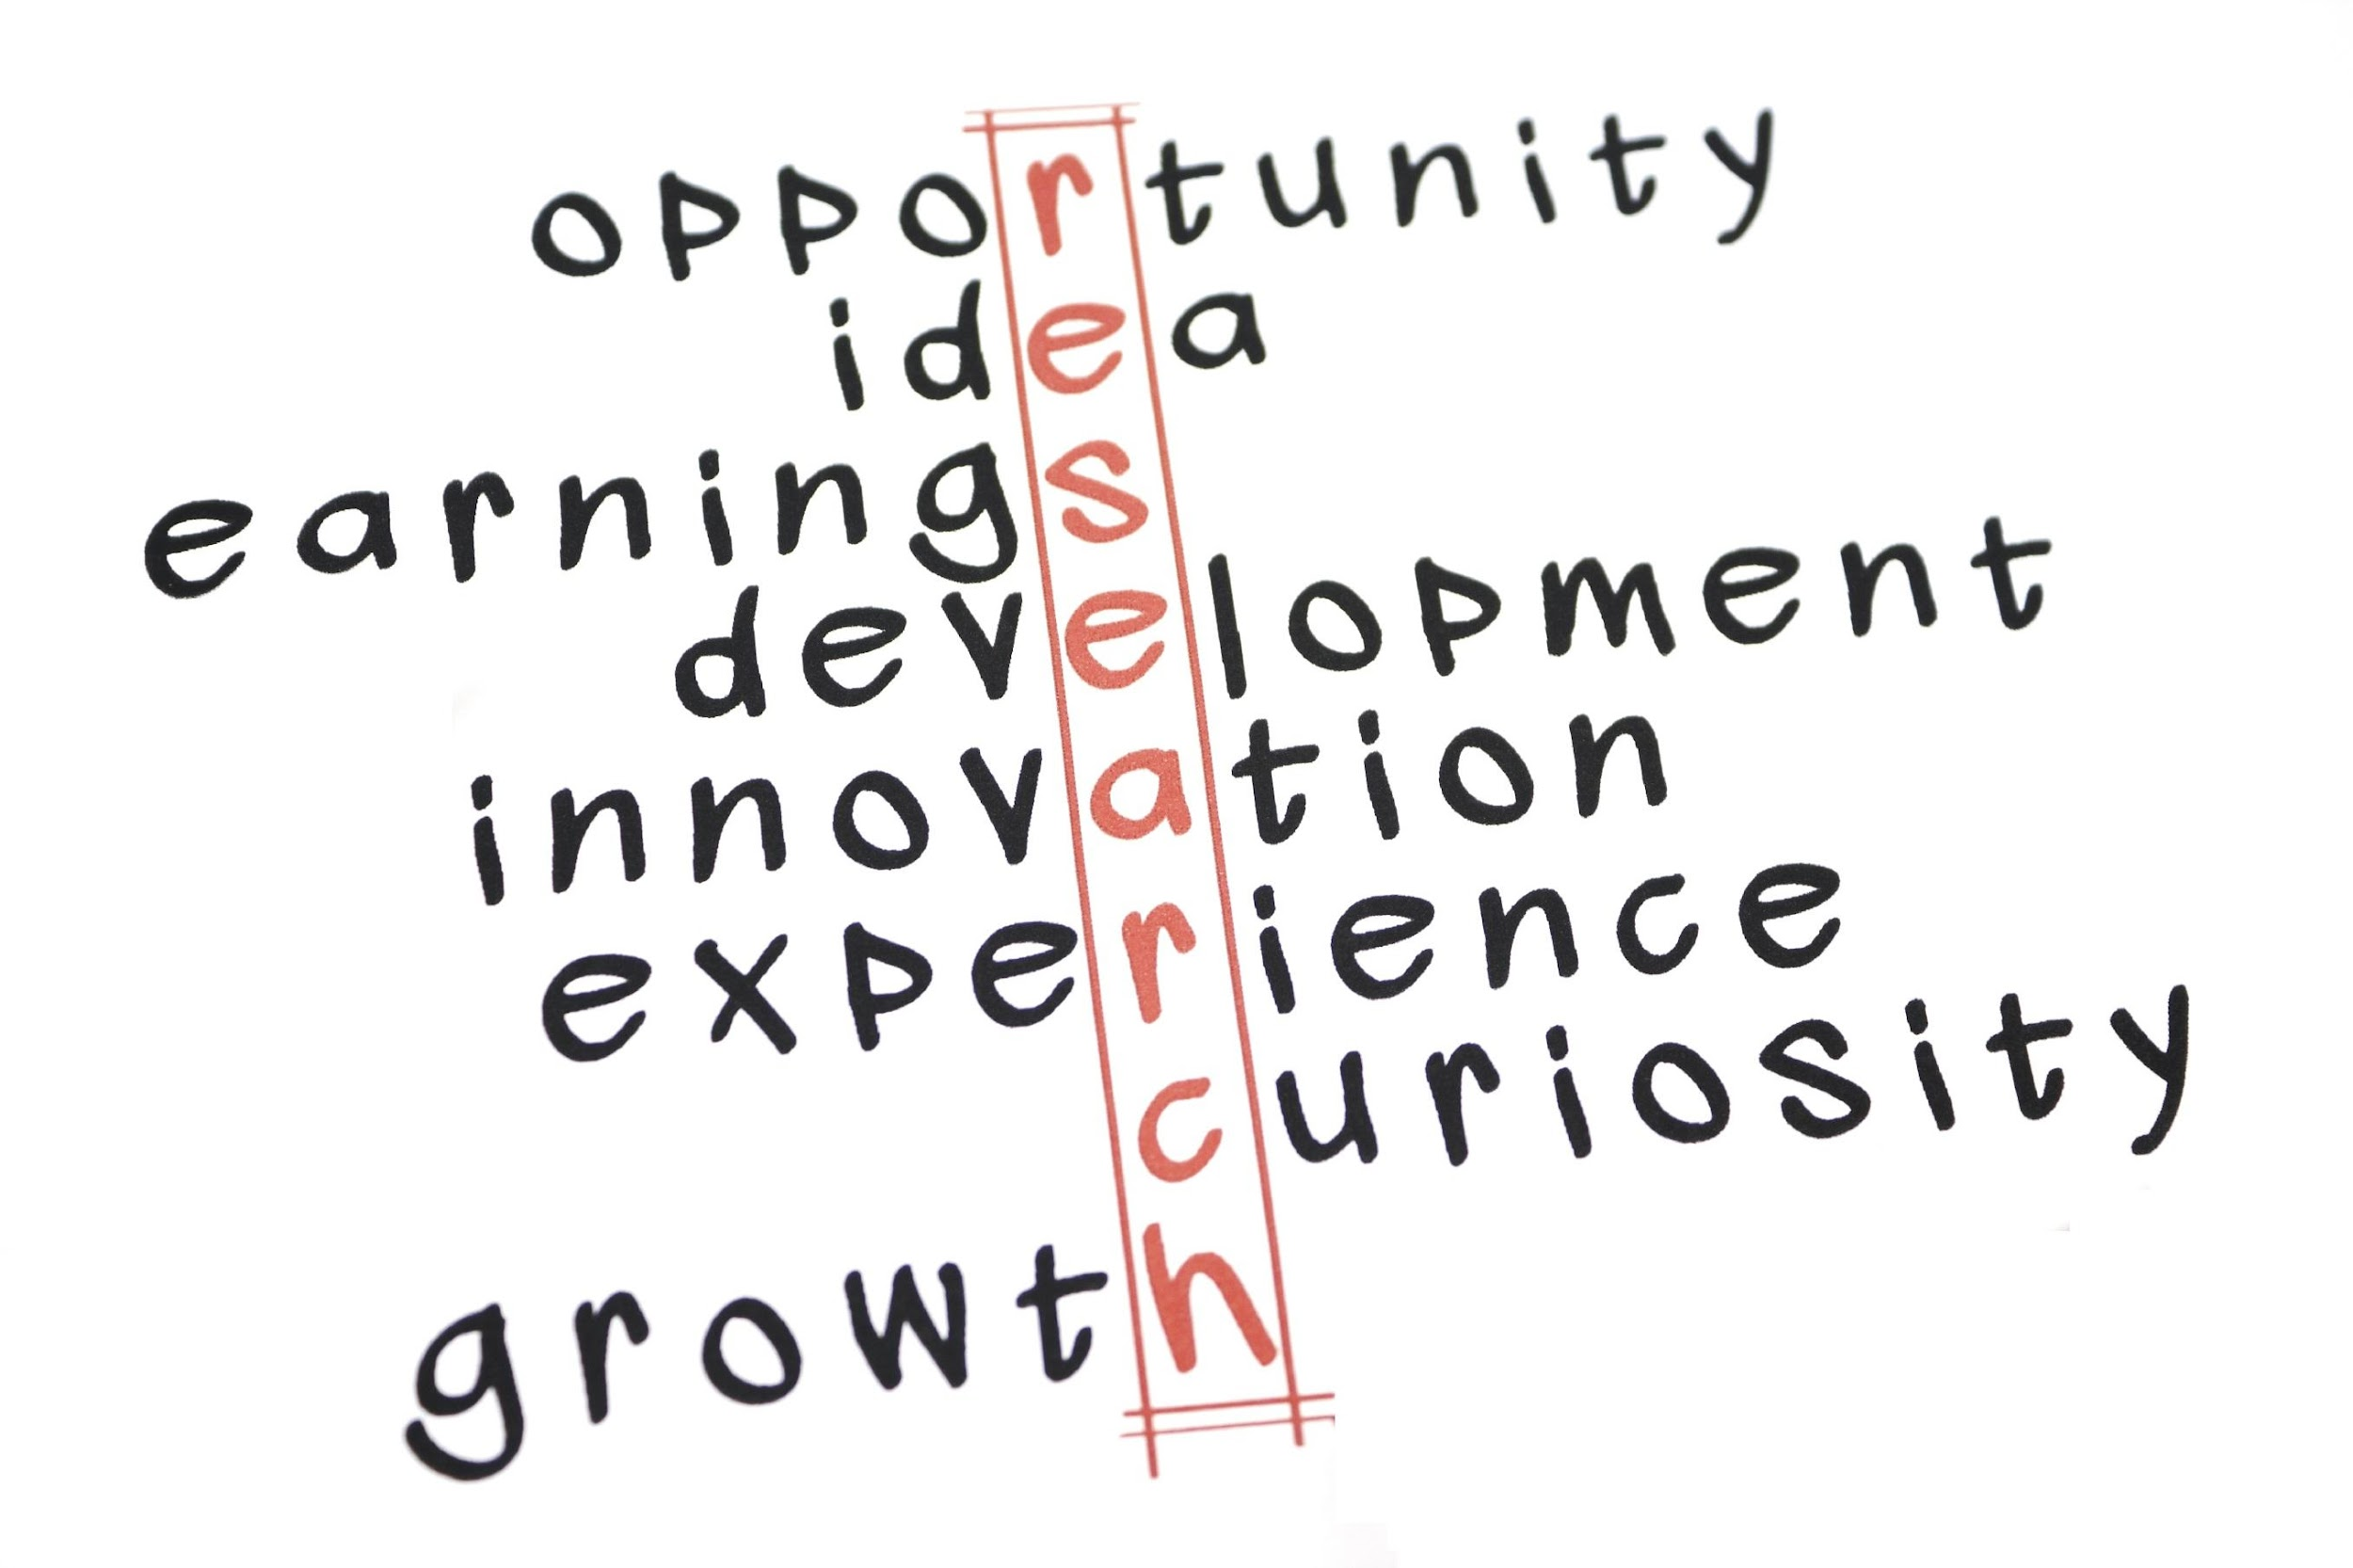 opportunity
idea
earnings
development
innovation
experience
curiosity
growth